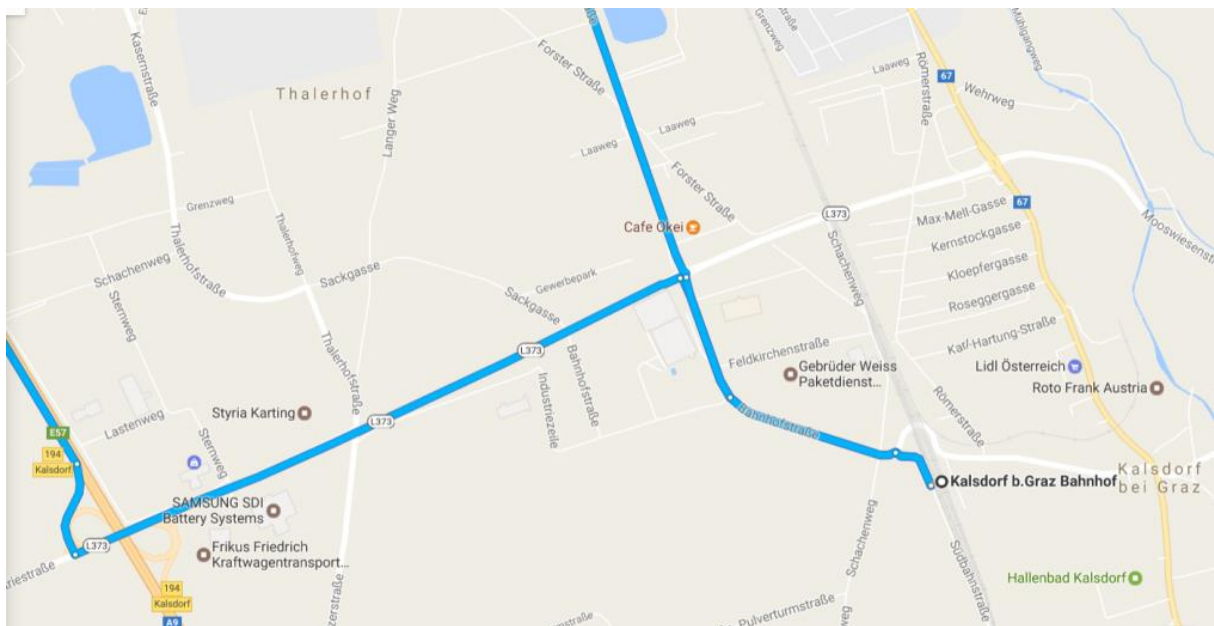 Kasernstraße
Thalerhof
Langer Weg
Forster Straße
Grenzweg
Laaweg
Römerstraße
67
Wehrweg
Mühlgangweg
Laaweg
Laaweg
Forster Straße
Cafe Okei
L373
Max-Mell-Gasse
67
Kernstockgasse
Mooswiesenst
Kloepfergasse
Roseggergasse
Schachenweg
Grenzweg
Thalerhofweg
Schachenweg
Thalerhofstraße
Sackgasse
Gewerbepark
Sackgasse
Sternweg
Thalerhofstraße
L373
Bahnhofstraße
Industriezeile
Feldkirchenstraße
Gebrüder Weiss
Paketdienst...
Lidl Österreich
Roto Frank Austria
Römerstraße
Styria Karting
L373
Bahnhofstraße
Lastenweg
Sternweg
E57
194
Kalsdorf
Kalsdorf b.Graz Bahnhof
Kalsdorf
bei Graz
SAMSUNG SDI
Battery Systems
L373
Frikus Friedrich
Kraftwagentransport...
Schachenweg
Südbahnstraße
Hallenbad Kalsdorf
riestraße
194
Kalsdorf
A9
zerstraße
Pulverturmstraße